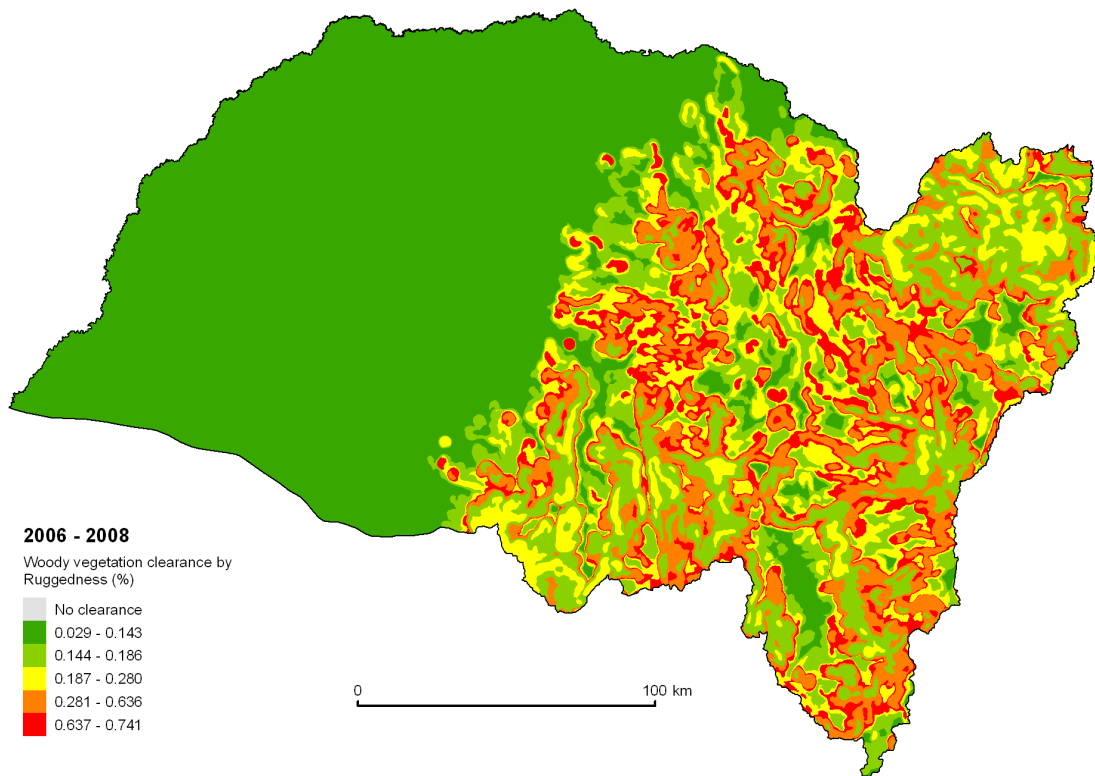 2006 - 2008
Woody vegetation clearance by
Ruggedness (%)
No clearance
0.029 - 0.143
0.144 - 0.186
0.187 - 0.280
0.281 - 0.636
0.637 - 0.741
0 100 km